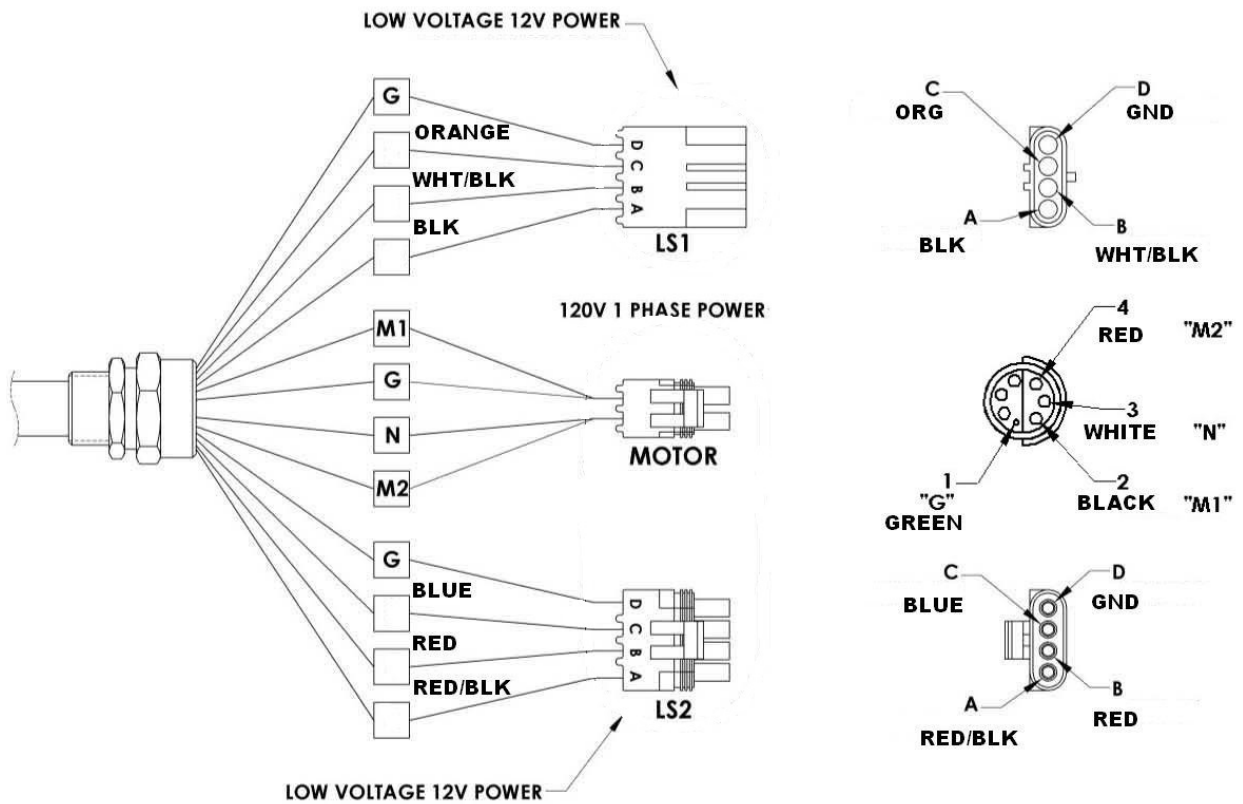 LOW VOLTAGE 12V POWER
G
ORANGE
WHT/BLK
BLK
D
C
B
A
LS1
C
ORG
D
GND
A
BLK
B
WHT/BLK
120V 1 PHASE POWER
M1
G
N
M2
MOTOR
4
RED "M2"
3
WHITE "N"
1
"G"
GREEN
2
BLACK "M1"
G
BLUE
RED
RED/BLK
D
C
B
A
LS2
C
BLUE
D
GND
A
RED/BLK
B
RED
LOW VOLTAGE 12V POWER